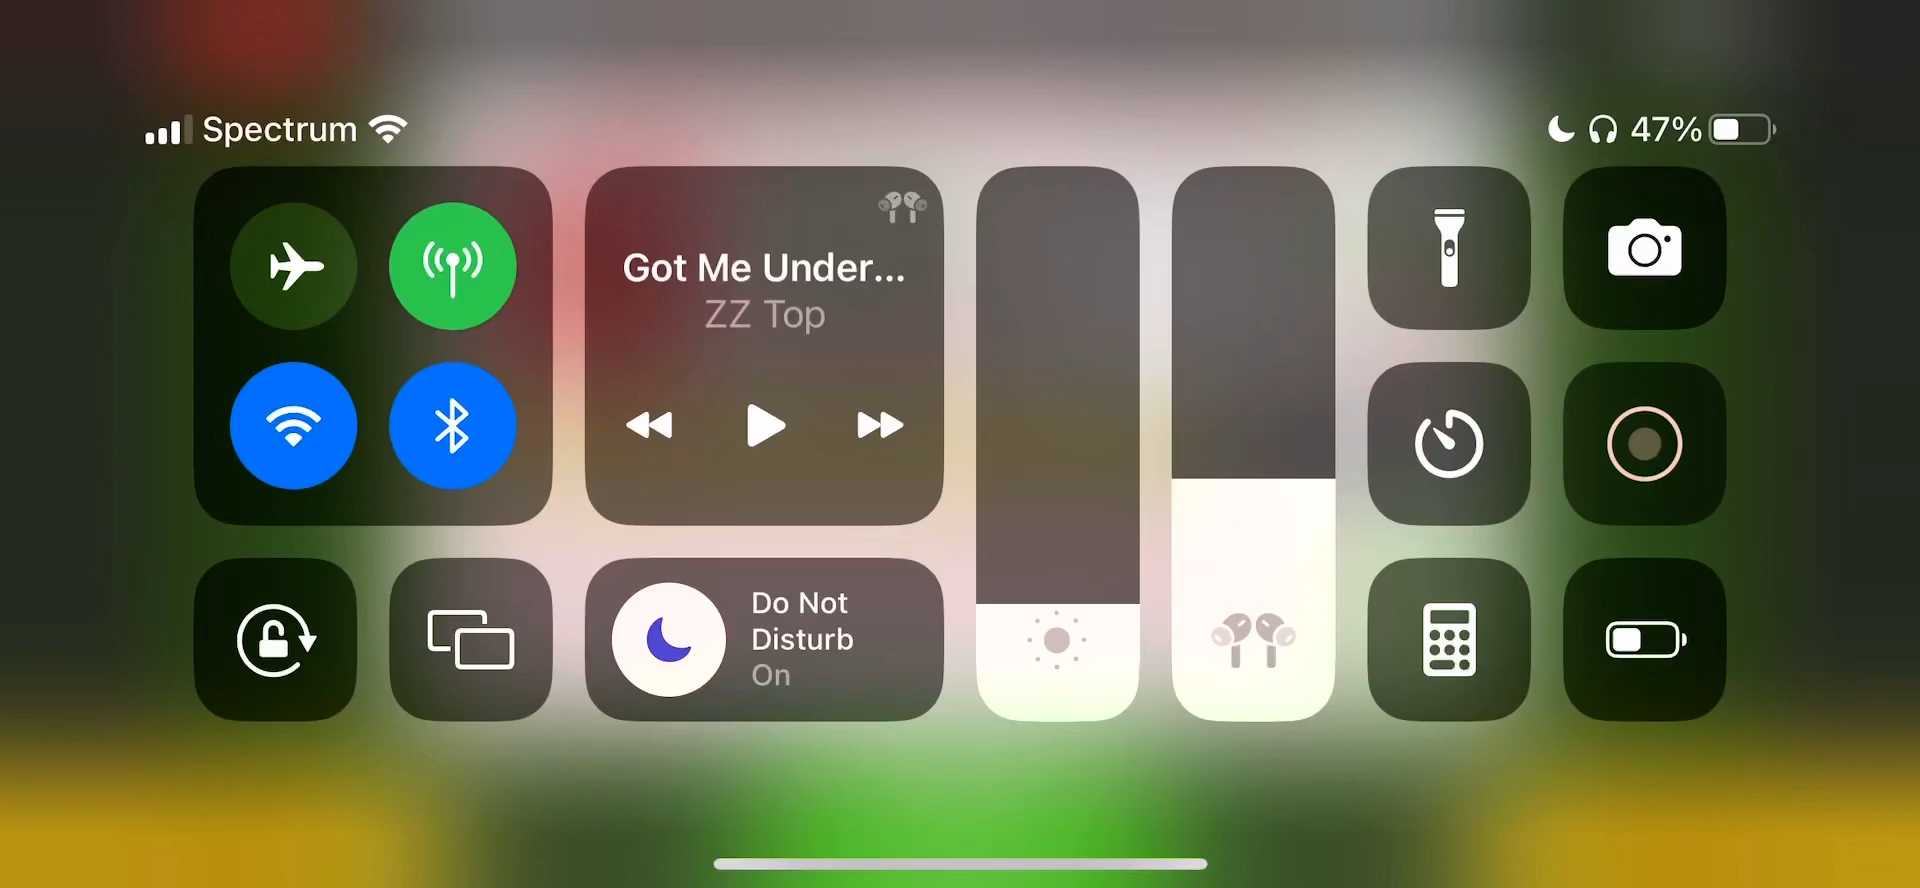 Spectrum
47%
Got Me Under...
ZZ Top
Do Not
Disturb
On